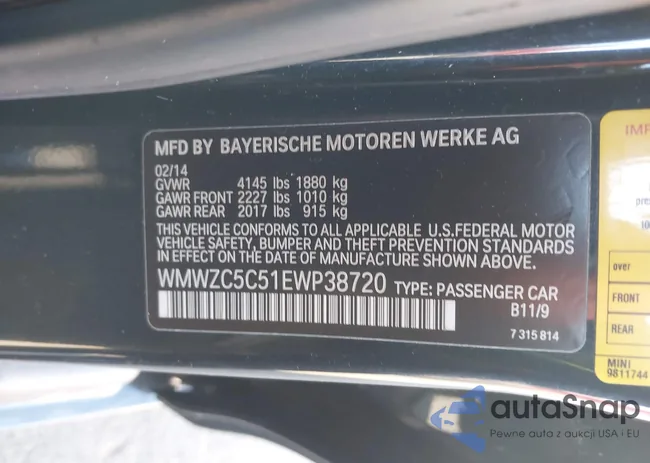 MFD BY BAYERISCHE MOTOREN WERKE AG
02/14
GVWR 4145 lbs 1880 kg
GAWR FRONT 2227 lbs 1010 kg
GAWR REAR 2017 lbs 915 kg
THIS VEHICLE CONFORMS TO ALL APPLICABLE U.S.FEDERAL MOTOR
VEHICLE SAFETY, BUMPER AND THEFT PREVENTION STANDARDS
IN EFFECT ON THE DATE OF MANUFACTURE SHOWN ABOVE.
WMWZC5C51EWP38720 TYPE: PASSENGER CAR
B11/9
7 315 814
over
FRONT
REAR
MINI
9811744
autaSnap
Pewne auta z aukcji USA i EU